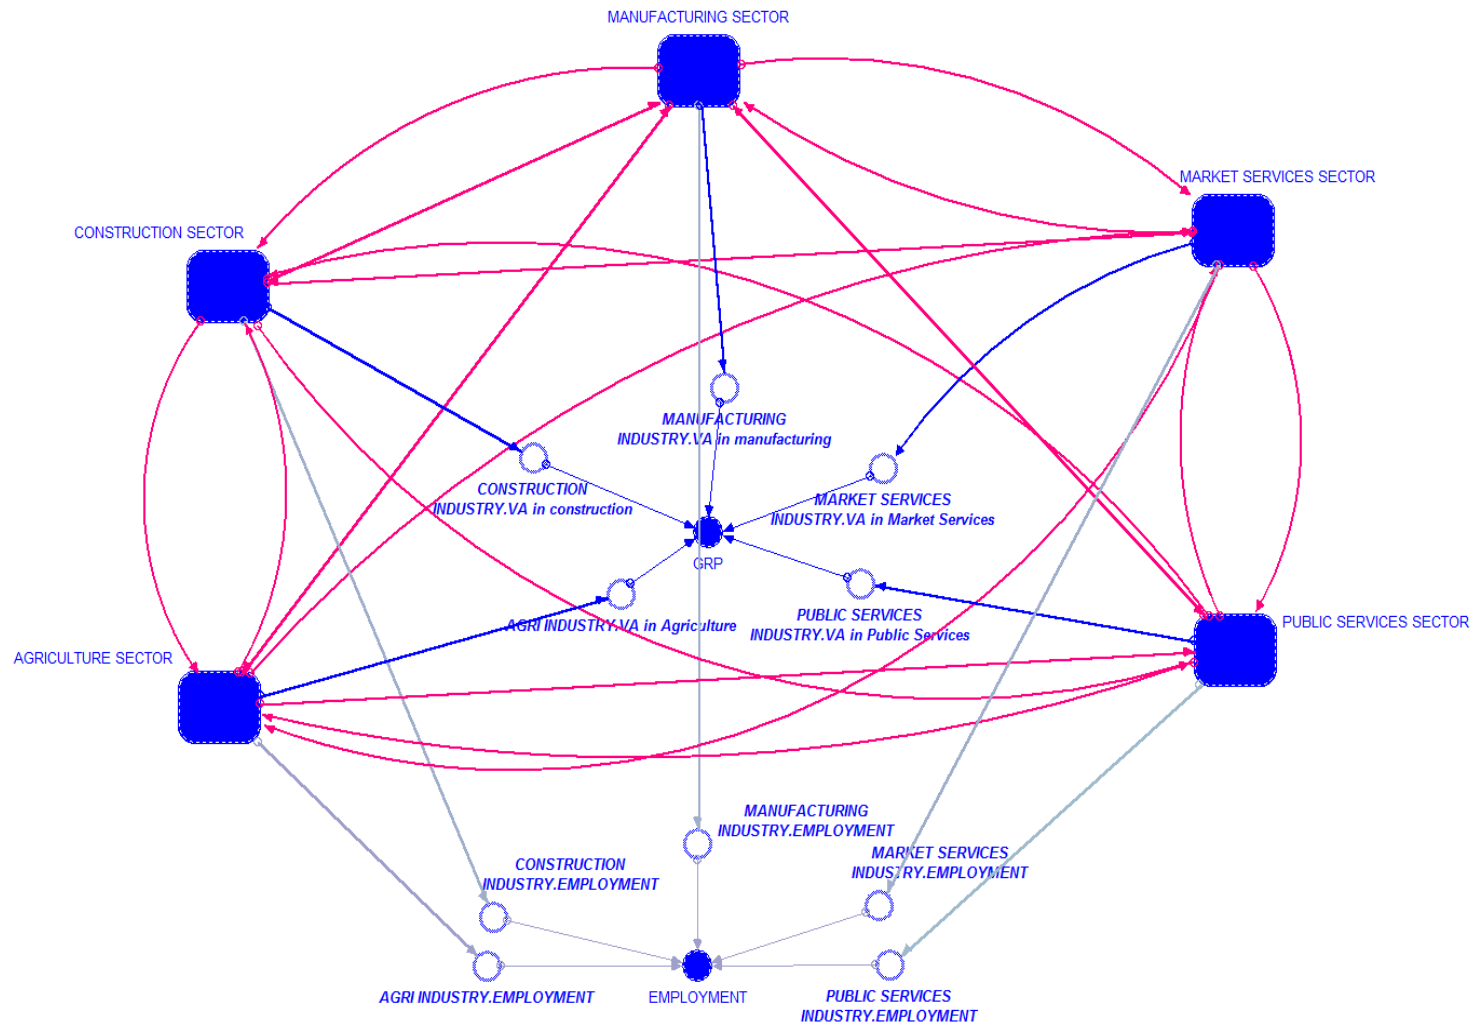 MANUFACTURING SECTOR
MARKET SERVICES SECTOR
CONSTRUCTION SECTOR
MANUFACTURING
INDUSTRY.VA in manufacturing
CONSTRUCTION
INDUSTRY.VA in construction
MARKET SERVICES
INDUSTRY.VA in Market Services
GRP
AGRI INDUSTRY.VA in Agriculture
PUBLIC SERVICES
INDUSTRY.VA in Public Services
PUBLIC SERVICES SECTOR
AGRICULTURE SECTOR
MANUFACTURING
INDUSTRY.EMPLOYMENT
CONSTRUCTION
INDUSTRY.EMPLOYMENT
MARKET SERVICES
INDUSTRY.EMPLOYMENT
AGRI INDUSTRY.EMPLOYMENT
EMPLOYMENT
PUBLIC SERVICES
INDUSTRY.EMPLOYMENT